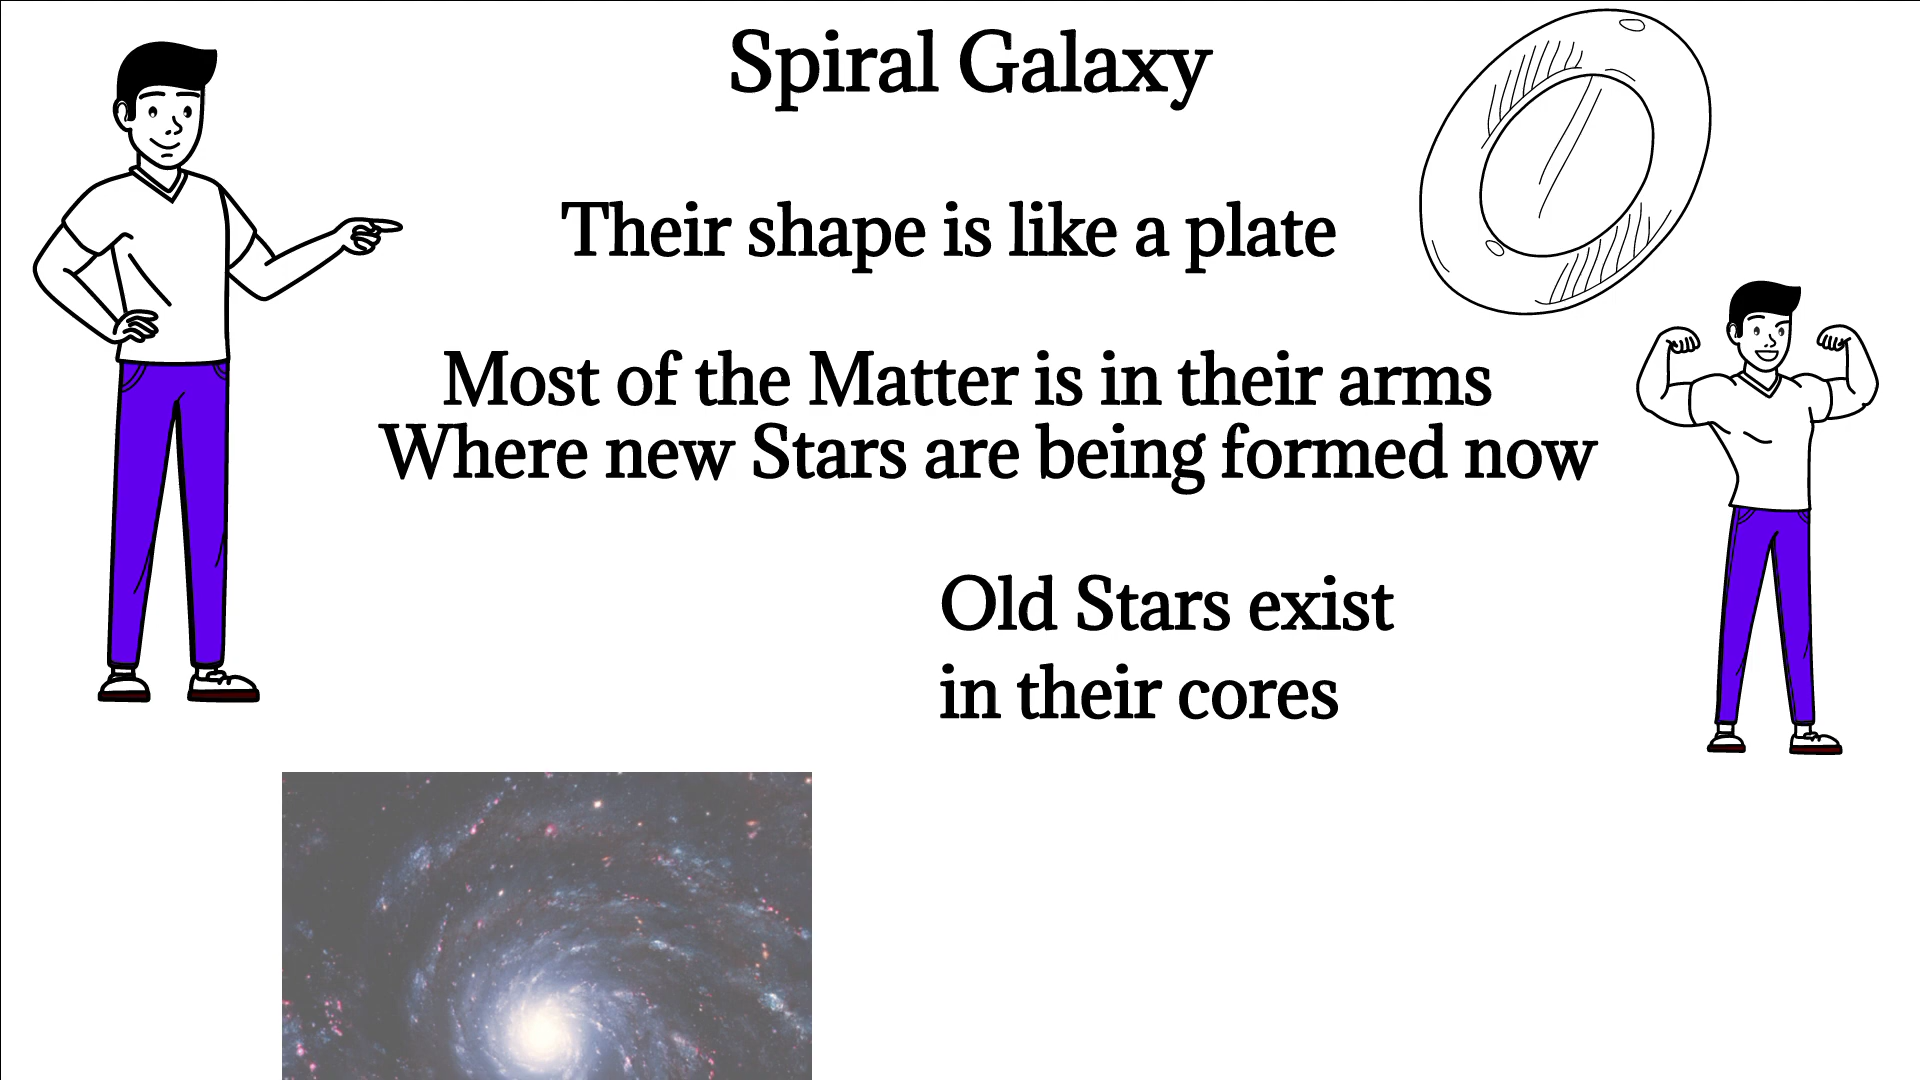 Spiral Galaxy
Their shape is like a plate
Most of the Matter is in their arms
Where new Stars are being formed now
Old Stars exist
in their cores